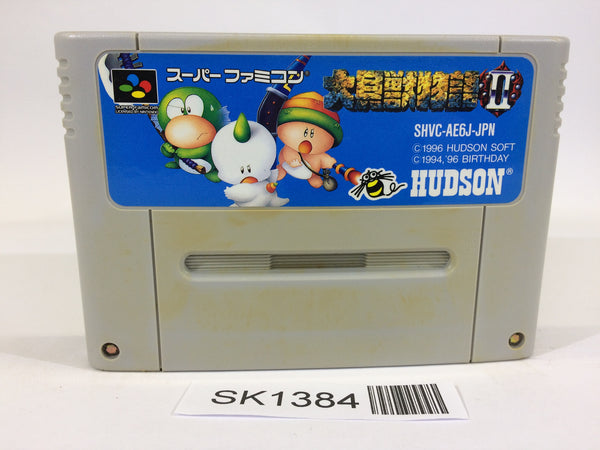 スーパーファミコン
大貝獣物語II
SUPER FAMICOM
LICENSED BY NINTENDO
SHVC-AE6J-JPN
©1996 HUDSON SOFT
©1994,'96 BIRTHDAY
HUDSON®
SK1384